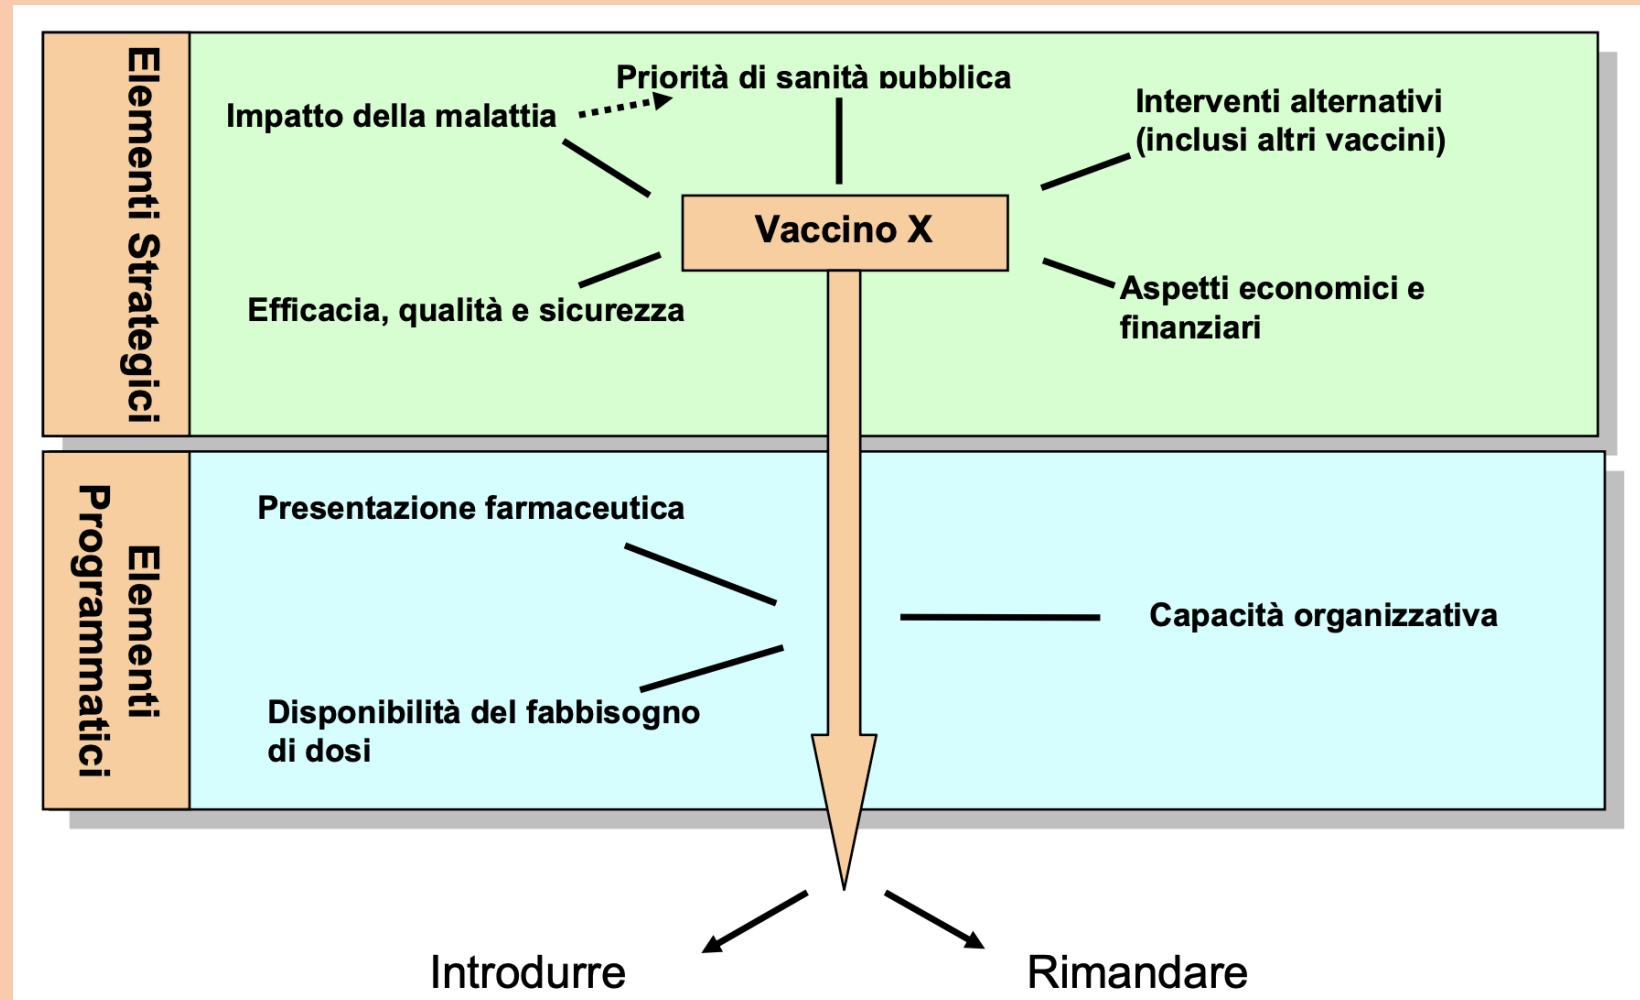 Elementi Strategici
Priorità di sanità pubblica
Impatto della malattia
Interventi alternativi
(inclusi altri vaccini)
Vaccino X
Efficacia, qualità e sicurezza
Aspetti economici e
finanziari
Elementi
Programmatici
Presentazione farmaceutica
Capacità organizzativa
Disponibilità del fabbisogno
di dosi
Introdurre
Rimandare